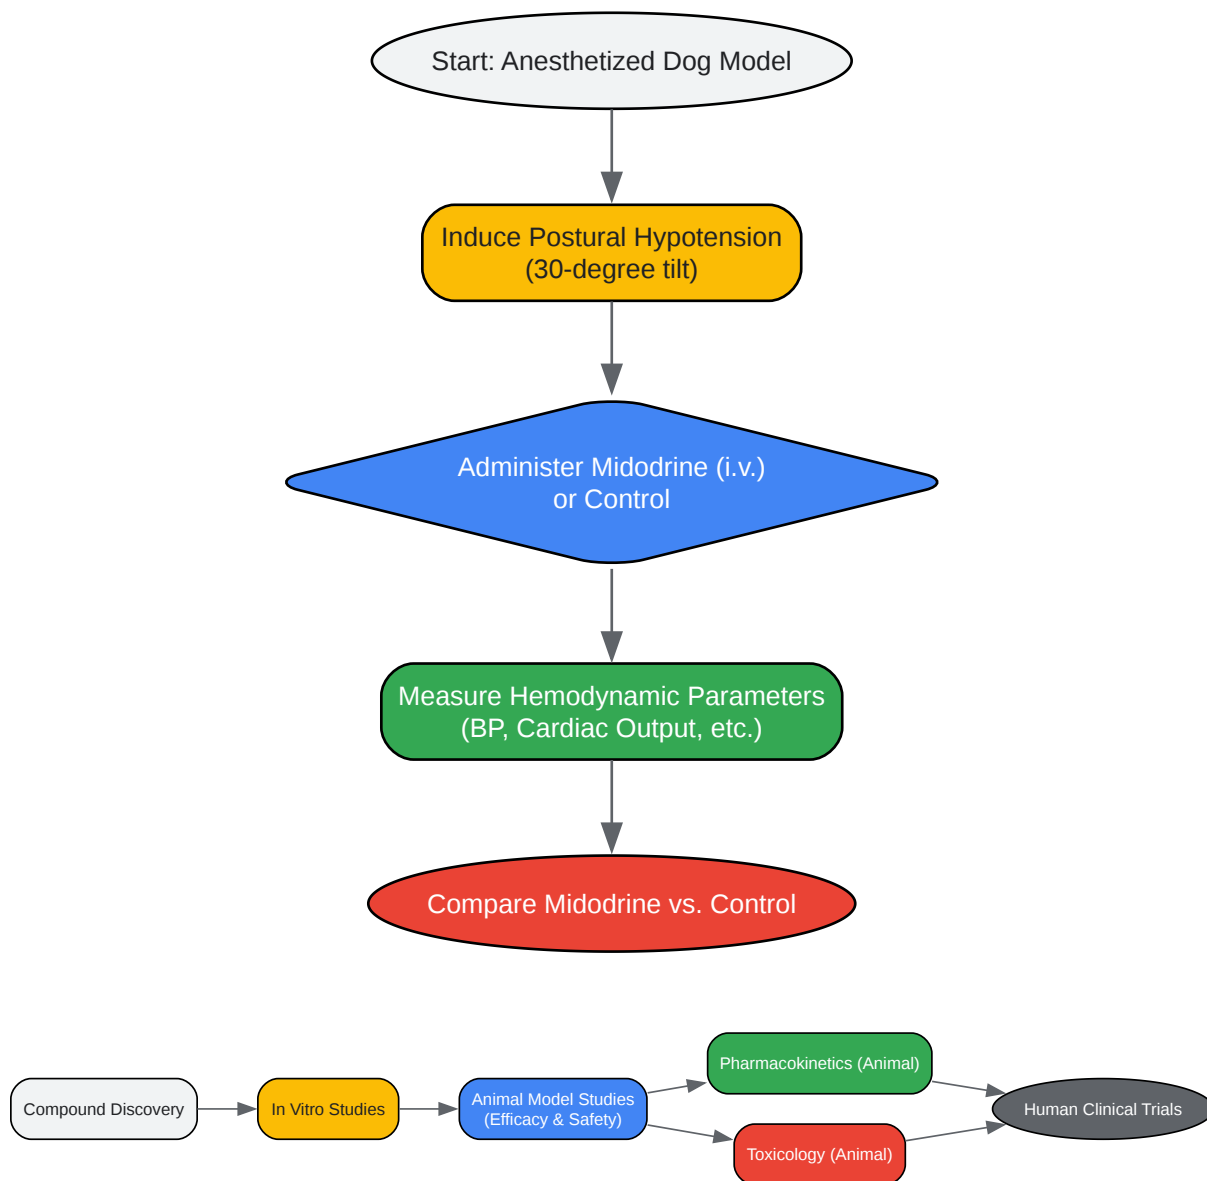 Start: Anesthetized Dog Model
Induce Postural Hypotension
(30-degree tilt)
Administer Midodrine (i.v.)
or Control
Measure Hemodynamic Parameters
(BP, Cardiac Output, etc.)
Compare Midodrine vs. Control
Compound Discovery
In Vitro Studies
Animal Model Studies
(Efficacy & Safety)
Pharmacokinetics (Animal)
Toxicology (Animal)
Human Clinical Trials